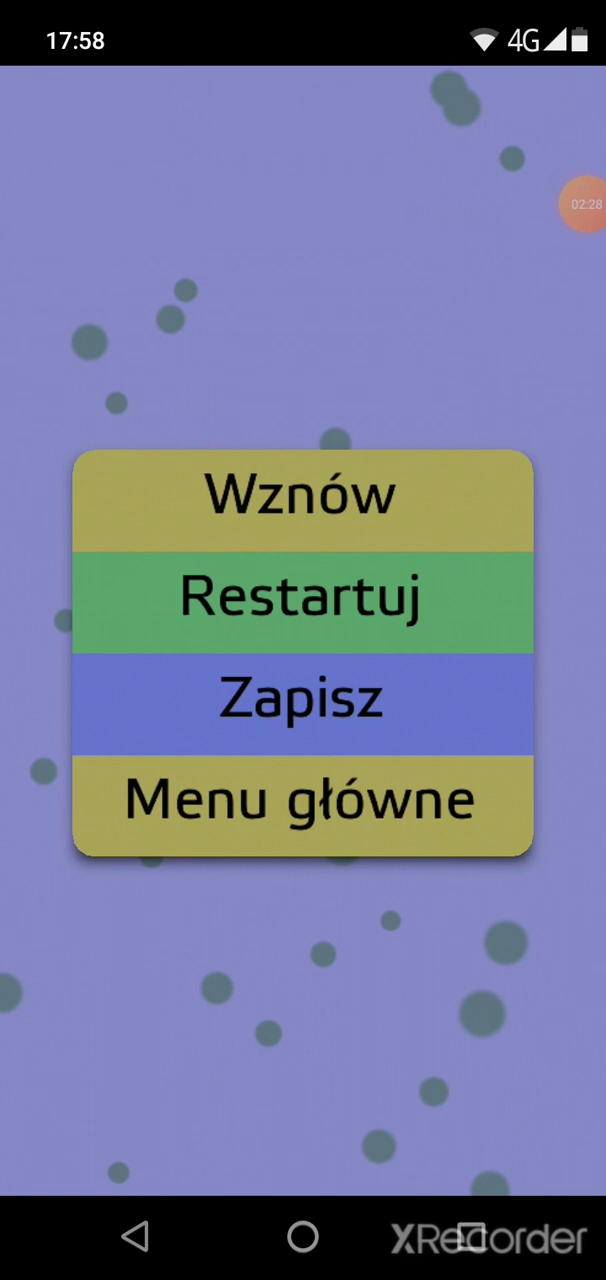 17:58
4G
02:28
Wznów
Restartuj
Zapisz
Menu główne
XRecorder